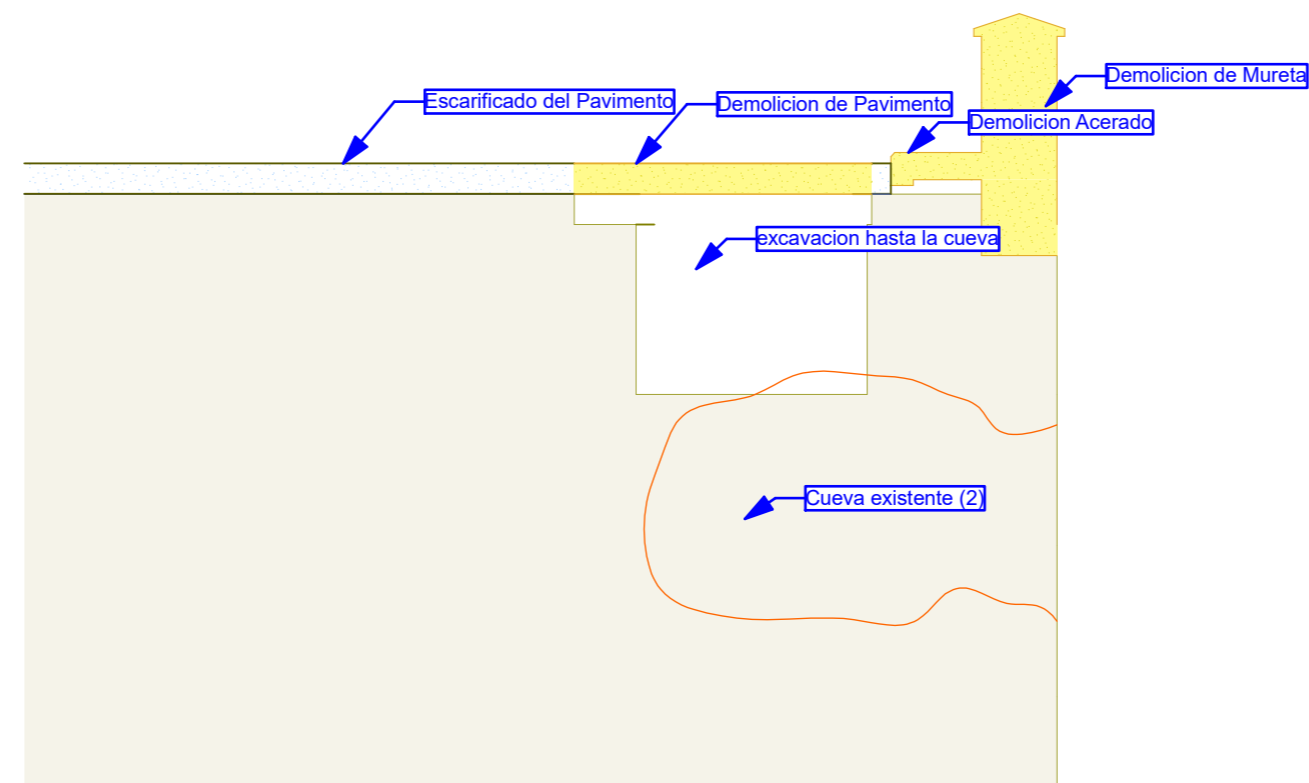 Demolicion de Mureta
Escarificado del Pavimento
Demolicion de Pavimento
Demolicion Acerado
excavacion hasta la cueva
Cueva existente (2)